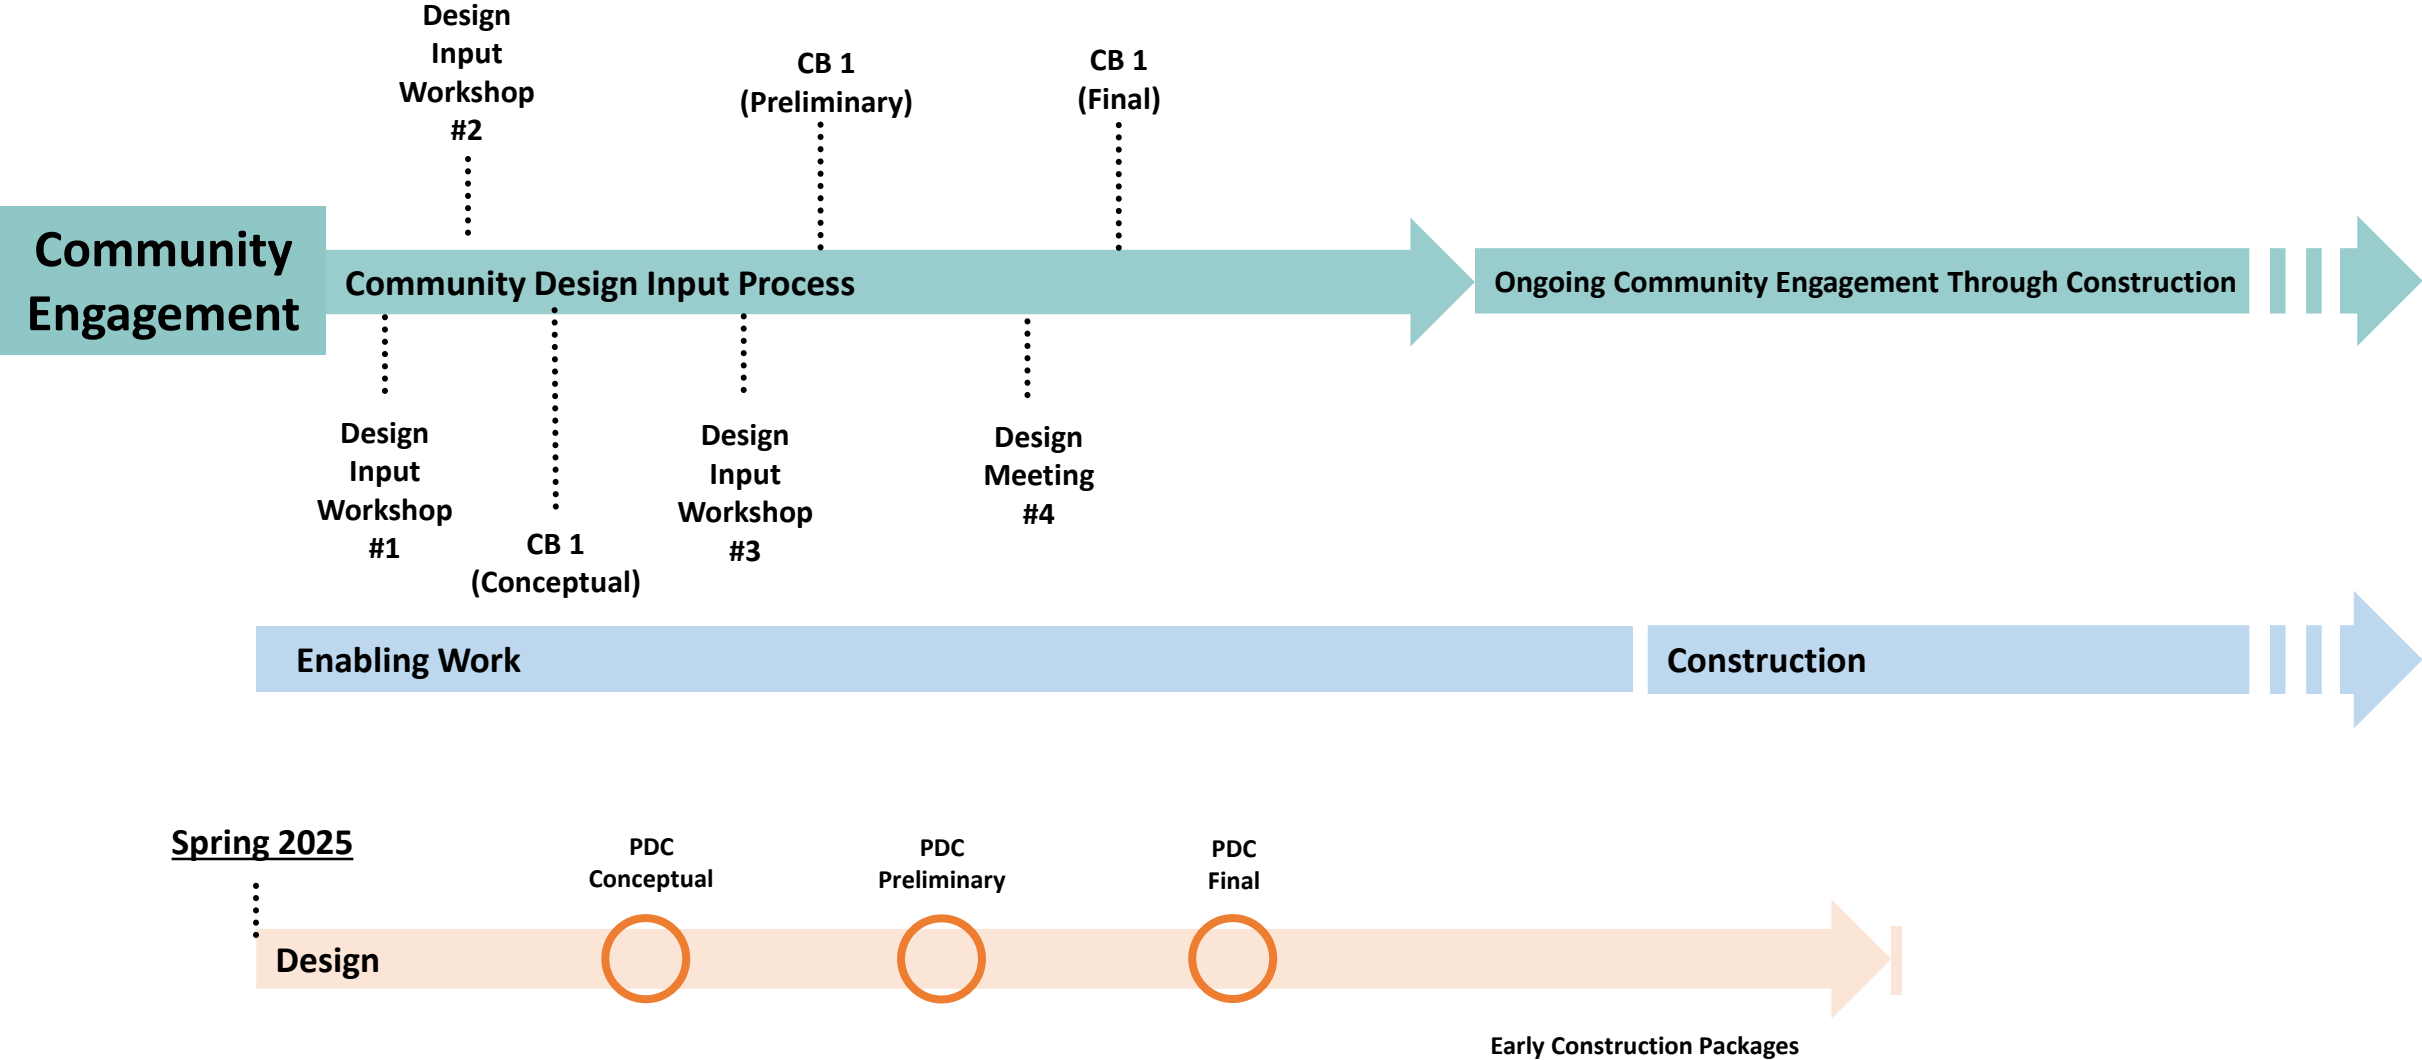 Design
Input
Workshop
#2
CB 1
(Preliminary)
CB 1
(Final)
Community
Engagement
Community Design Input Process
Ongoing Community Engagement Through Construction
Design
Input
Workshop
#1
CB 1
(Conceptual)
Design
Input
Workshop
#3
Design
Meeting
#4
Enabling Work
Construction
Spring 2025
PDC
Conceptual
PDC
Preliminary
PDC
Final
Design
Early Construction Packages